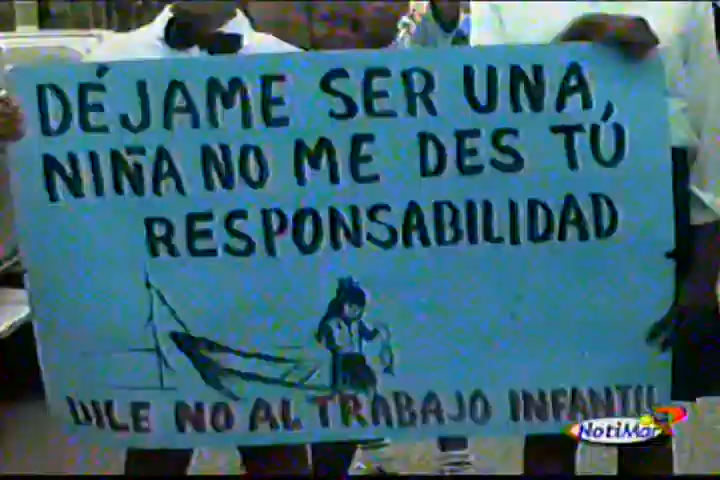 DÉJAME SER UNA,
NIÑA NO ME DES TÚ
RESPONSABILIDAD
DILE NO AL TRABAJO INFANTIL
NotiMar